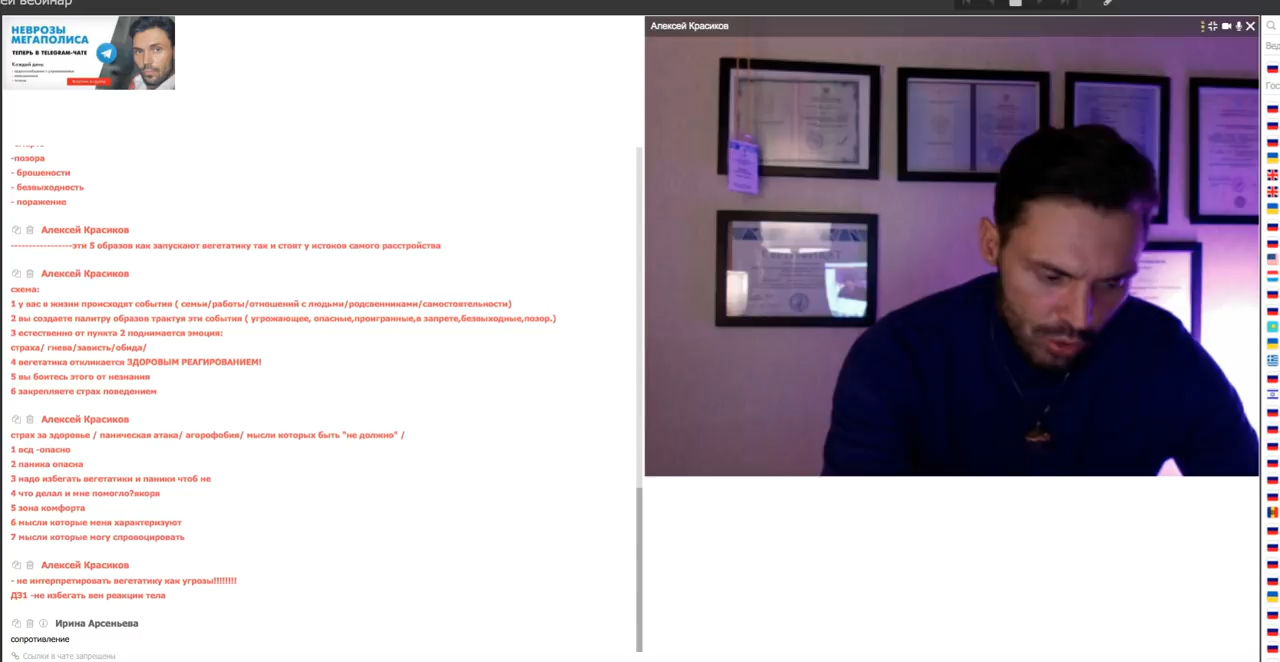 ей вебинар
НЕВРОЗЫ
МЕГАПОЛИСА
ТЕПЕРЬ В TELEGRAM-ЧАТЕ
Каждый день
-позора
- брошености
- безвыходность
- поражение
Алексей Красиков
-----------------эти 5 образов как запускают вегетатику так и стоят у истоков самого расстройства
Алексей Красиков
схема:
1 у вас в жизни происходят события ( семьи/работы/отношений с людьми/родсвенниками/самостоятельности)
2 вы создаете палитру образов трактуя эти события ( угрожающее, опасные,проигранные,в запрете,безвыходные,позор.)
3 естественно от пункта 2 поднимается эмоция:
страха/ гнева/зависть/обида/
4 вегетатика откликается ЗДОРОВЫМ РЕАГИРОВАНИЕМ!
5 вы боитесь этого от незнания
6 закрепляете страх поведением
Алексей Красиков
страх за здоровье / паническая атака/ агорофобия/ мысли которых быть "не должно" /
1 всд -опасно
2 паника опасна
3 надо избегать вегетатики и паники чтоб не
4 что делал и мне помогло?якоря
5 зона комфорта
6 мысли которые меня характеризуют
7 мысли которые могу спровоцировать
Алексей Красиков
- не интерпретировать вегетатику как угрозы!!!!!!!!
ДЗ1 -не избегать вен реакции тела
Ирина Арсеньева
сопротивление
Ссылки в чате запрещены
Алексей Красиков
Вед
Гос